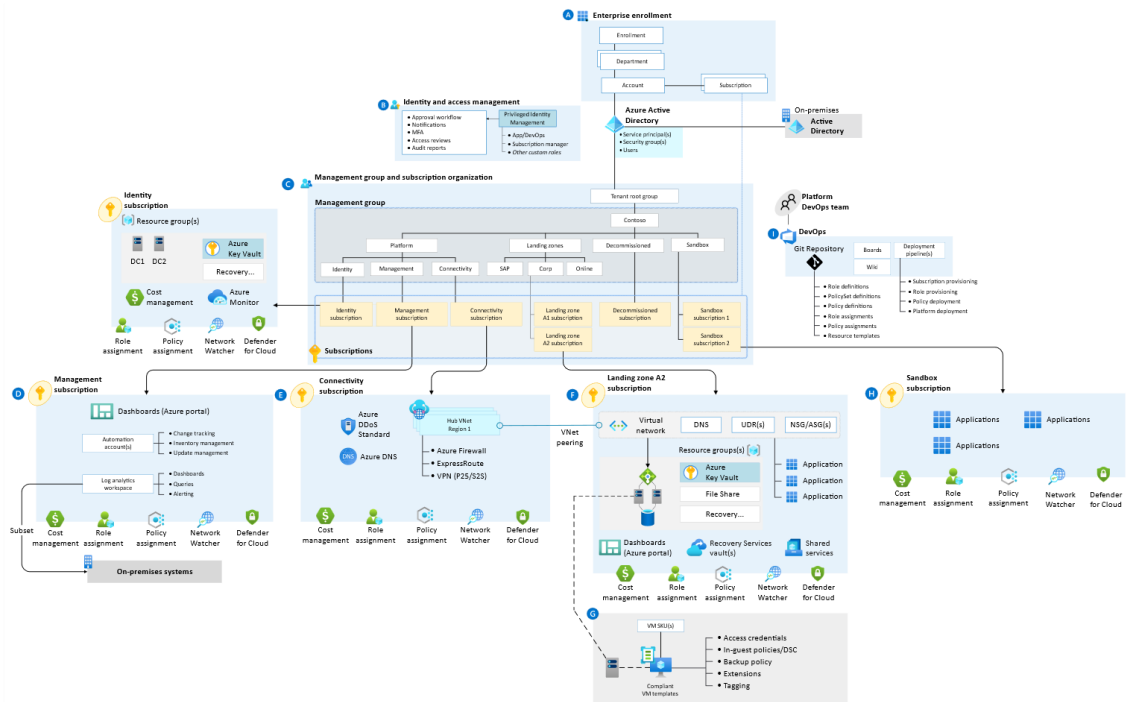 A
Enterprise enrollment
Enrollment
Department
Account
Subscription
B
Identity and access management
• Approval workflow
• Notifications
• MFA
• Access reviews
• Audit reports
Privileged Identity
Management
• App/DevOps
• Subscription manager
• Other custom roles
Azure Active
Directory
• Service principal(s)
• Security group(s)
• Users
On-premises
Active
Directory
C
Management group and subscription organization
Management group
Tenant root group
Contoso
Platform
Landing zones
Decommissioned
Sandbox
Identity
Management
Connectivity
SAP
Corp
Online
Identity
subscription
Management
subscription
Connectivity
subscription
Landing zone
A1 subscription
Landing zone
A2 subscription
Decommissioned
subscription
Sandbox
subscription 1
Sandbox
subscription 2
Subscriptions
Identity
subscription
Resource group(s)
DC1
DC2
Azure
Key Vault
Recovery...
Cost
management
Azure
Monitor
Role
assignment
Policy
assignment
Network
Watcher
Defender
for Cloud
Platform
DevOps team
I
DevOps
Git Repository
Boards
Wiki
Deployment
pipeline(s)
• Role definitions
• PolicySet definitions
• Policy definitions
• Role assignments
• Policy assignments
• Resource templates
• Subscription provisioning
• Role provisioning
• Policy deployment
• Platform deployment
D
Management
subscription
Dashboards (Azure portal)
Automation
account(s)
• Change tracking
• Inventory management
• Update management
Log analytics
workspace
• Dashboards
• Queries
• Alerting
Subset
Cost
management
Role
assignment
Policy
assignment
Network
Watcher
Defender
for Cloud
On-premises systems
E
Connectivity
subscription
Azure
DDoS
Standard
DNS
Azure DNS
Hub VNet
Region 1
• Azure Firewall
• ExpressRoute
• VPN (P2S/S2S)
VNet
peering
Cost
management
Role
assignment
Policy
assignment
Network
Watcher
Defender
for Cloud
F
Landing zone A2
subscription
Virtual
network
DNS
UDR(s)
NSG/ASG(s)
Resource groups(s)
Azure
Key Vault
File Share
Recovery...
Application
Application
Application
Dashboards
(Azure portal)
Recovery Services
vault(s)
Shared
services
Cost
management
Role
assignment
Policy
assignment
Network
Watcher
Defender
for Cloud
G
VM SKU(s)
Compliant
VM templates
• Access credentials
• In-guest policies/DSC
• Backup policy
• Extensions
• Tagging
H
Sandbox
subscription
Applications
Applications
Applications
Cost
management
Role
assignment
Policy
assignment
Network
Watcher
Defender
for Cloud